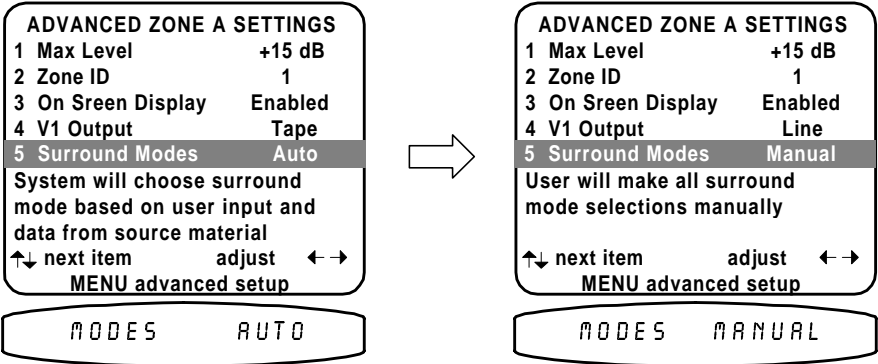 ADVANCED ZONE A SETTINGS
1 Max Level +15 dB
2 Zone ID 1
3 On Sreen Display Enabled
4 V1 Output Tape
5 Surround Modes Auto
System will choose surround
mode based on user input and
data from source material
↑↓ next item adjust ←→
MENU advanced setup
MODES AUTO
ADVANCED ZONE A SETTINGS
1 Max Level +15 dB
2 Zone ID 1
3 On Sreen Display Enabled
4 V1 Output Line
5 Surround Modes Manual
User will make all surround
mode selections manually
↑↓ next item adjust ←→
MENU advanced setup
MODES MANUAL